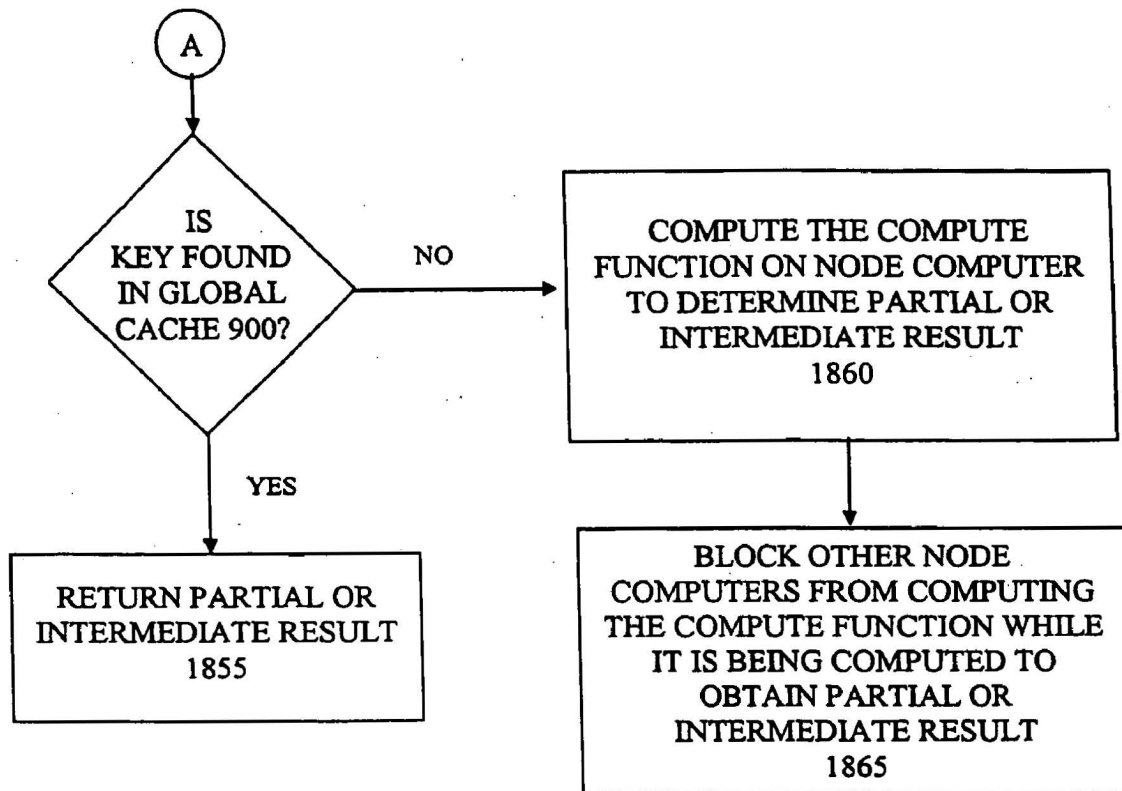 A
IS
KEY FOUND
IN GLOBAL
CACHE 900?
NO
YES
RETURN PARTIAL OR
INTERMEDIATE RESULT
1855
COMPUTE THE COMPUTE
FUNCTION ON NODE COMPUTER
TO DETERMINE PARTIAL OR
INTERMEDIATE RESULT
1860
BLOCK OTHER NODE
COMPUTERS FROM COMPUTING
THE COMPUTE FUNCTION WHILE
IT IS BEING COMPUTED TO
OBTAIN PARTIAL OR
INTERMEDIATE RESULT
1865